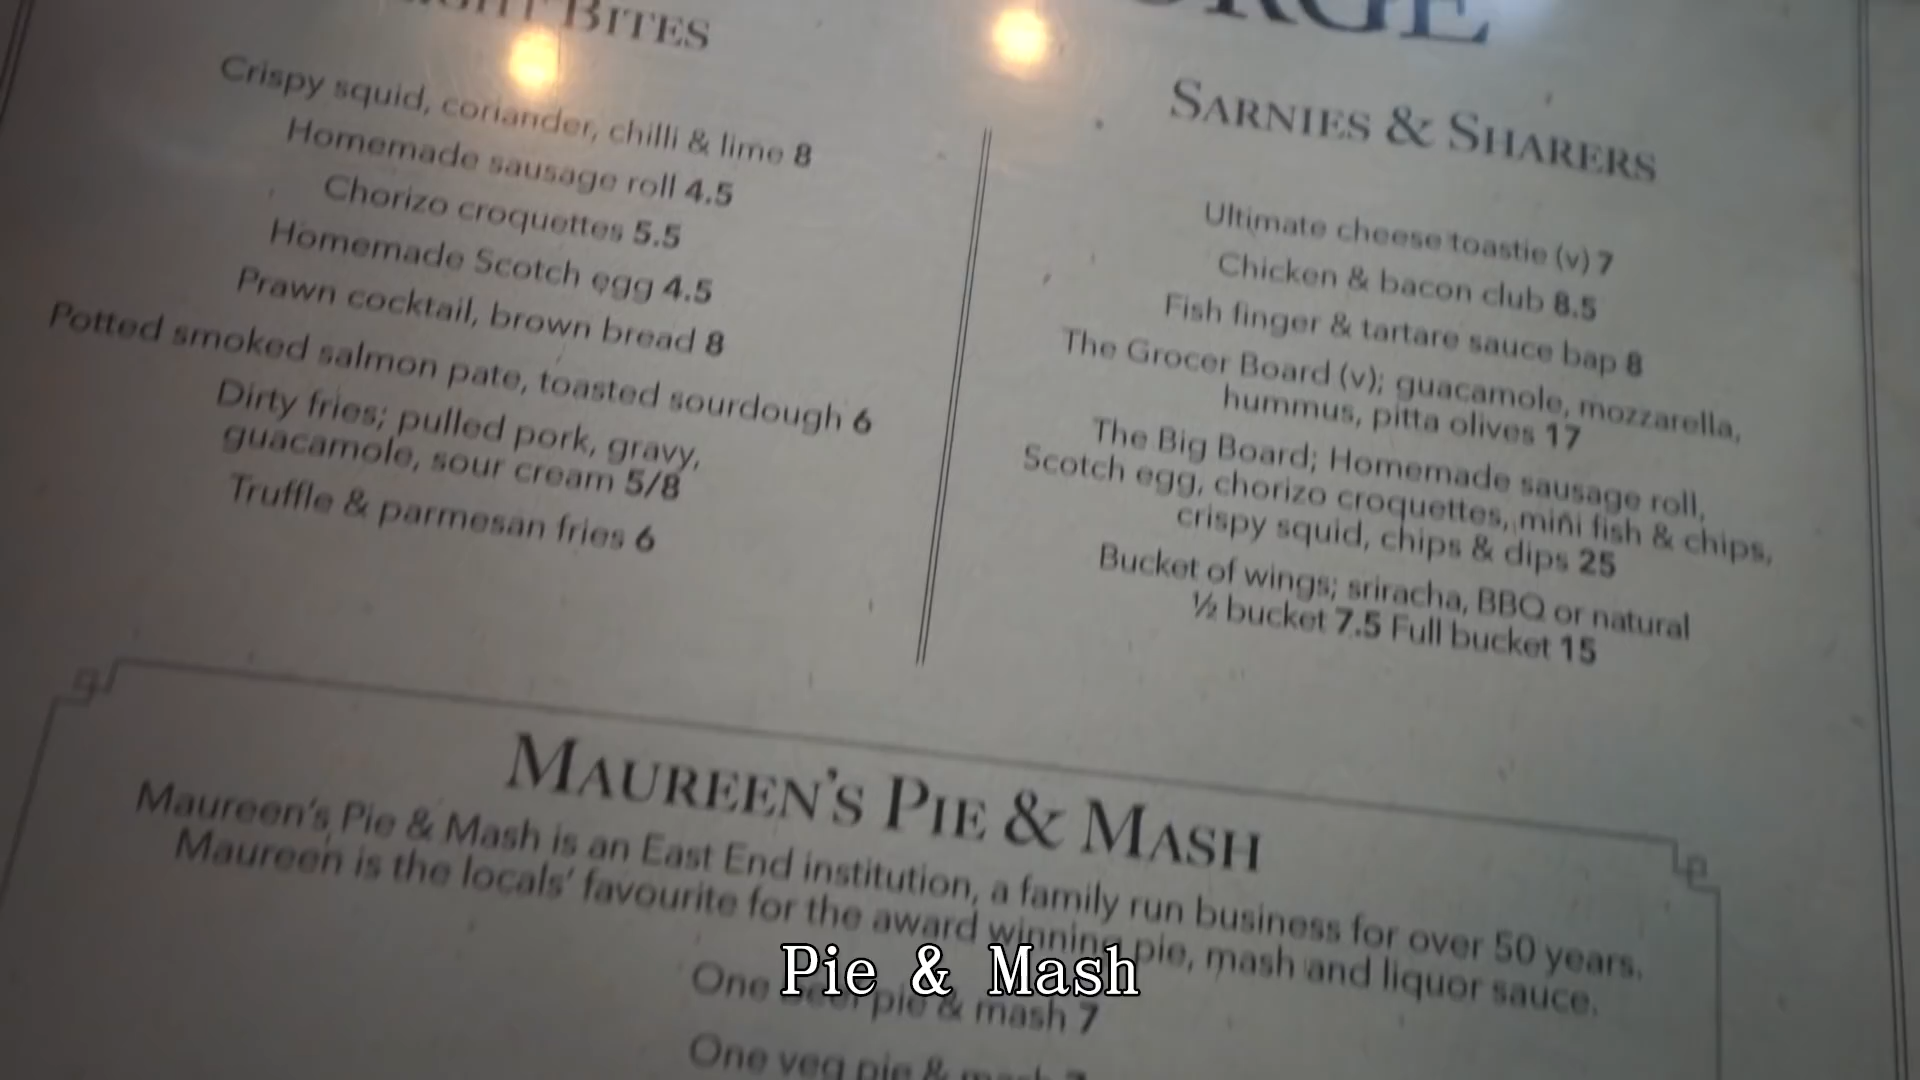 BITES
Crispy squid, coriander, chilli & lime 8
Homemade sausage roll 4.5
Chorizo croquettes 5.5
Homemade Scotch egg 4.5
Prawn cocktail, brown bread 8
Potted smoked salmon pate, toasted sourdough 6
Dirty fries; pulled pork, gravy,
guacamole, sour cream 5/8
Truffle & parmesan fries 6
SARNIES & SHARERS
Ultimate cheese toastie (v) 7
Chicken & bacon club 8.5
Fish finger & tartare sauce bap 8
The Grocer Board (v); guacamole, mozzarella,
hummus, pitta olives 17
The Big Board; Homemade sausage roll,
Scotch egg, chorizo croquettes, mini fish & chips,
crispy squid, chips & dips 25
Bucket of wings; sriracha, BBQ or natural
½ bucket 7.5 Full bucket 15
MAUREEN'S PIE & MASH
Maureen's Pie & Mash is an East End institution, a family run business for over 50 years.
Maureen is the locals' favourite for the award winning pie, mash and liquor sauce.
One beef pie & mash 7
One veg pie & mash 7
Pie & Mash